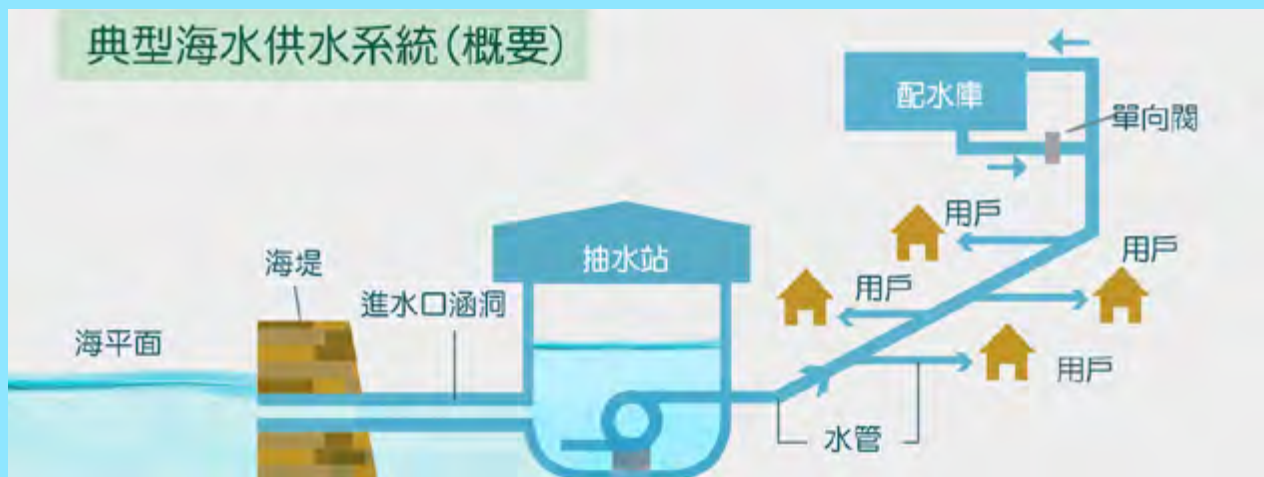 典型海水供水系統(概要)
配水庫
單向閥
用戶
抽水站
海堤
用戶
進水口涵洞
用戶
海平面
用戶
水管